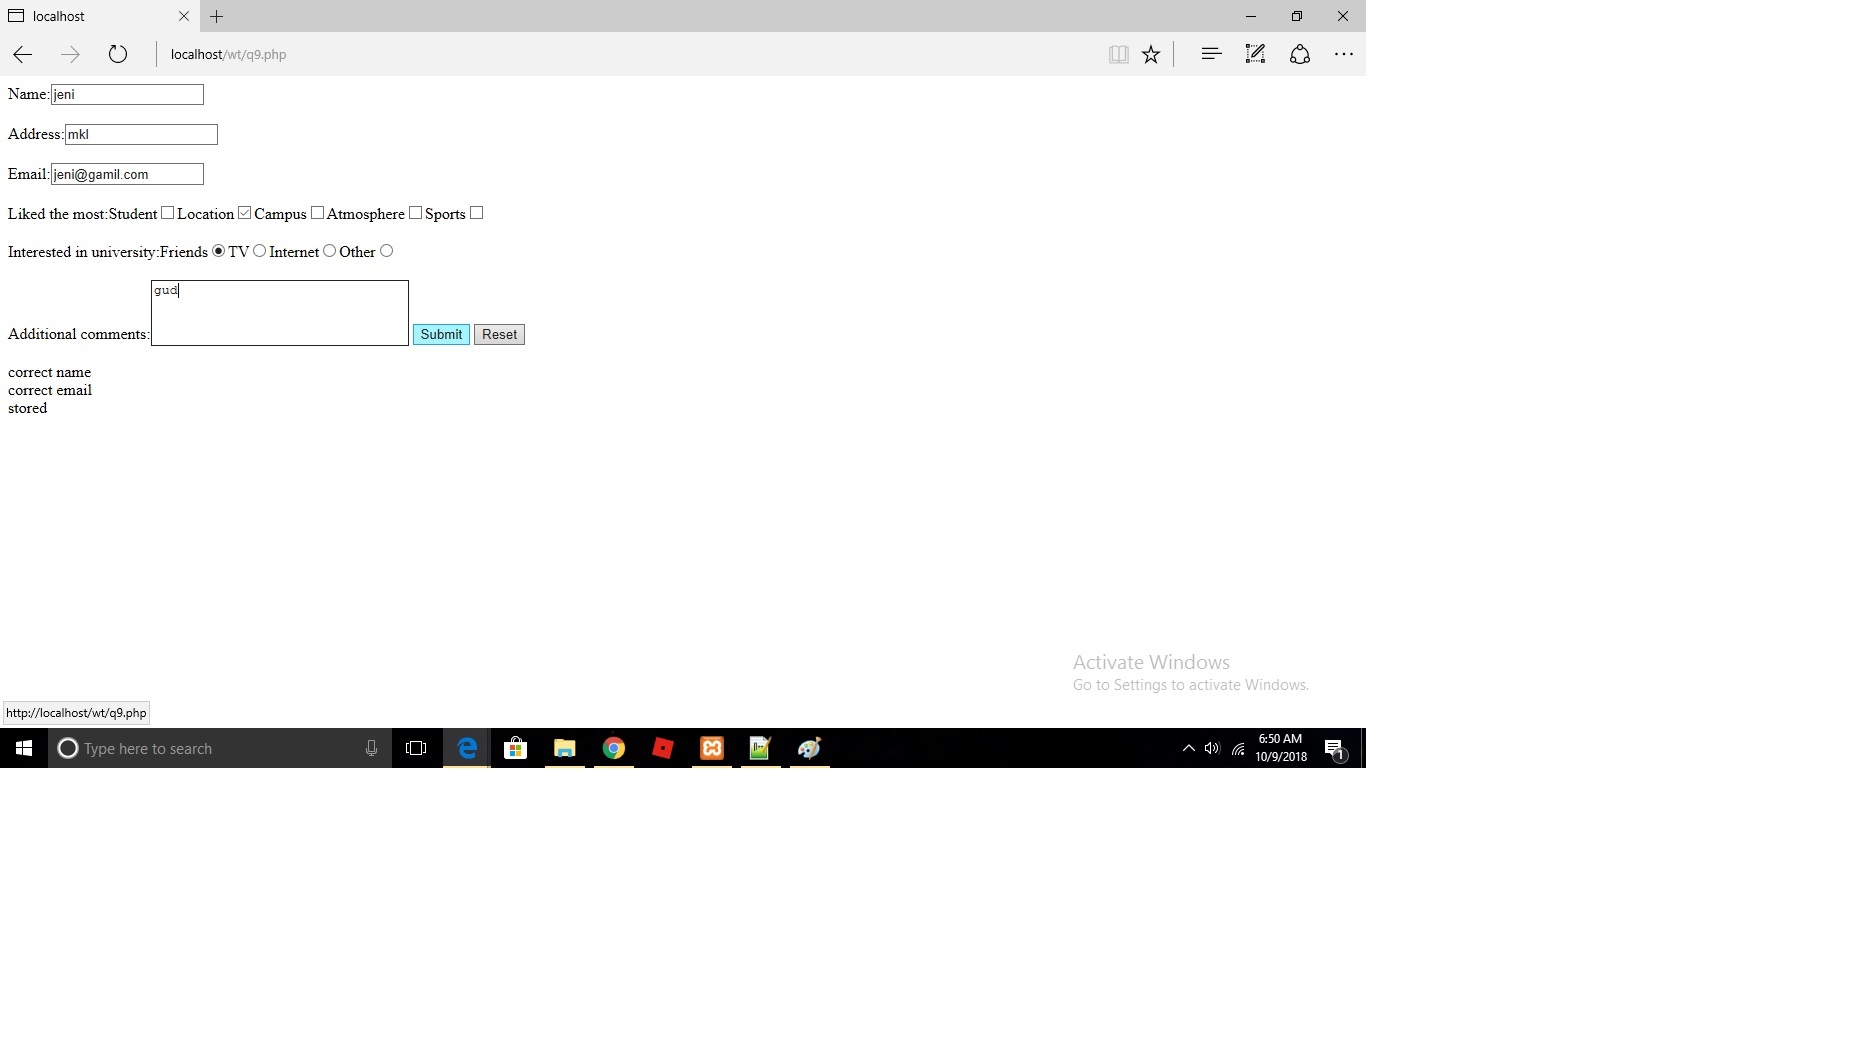 localhost
localhost/wt/q9.php
Name: jeni
Address: mkl
Email: jeni@gamil.com
Liked the most:Student Location Campus Atmosphere Sports
Interested in university:Friends TV Internet Other
gud
Additional comments: Submit Reset
correct name
correct email
stored
Activate Windows
Go to Settings to activate Windows.
http://localhost/wt/q9.php
Type here to search
6:50 AM
10/9/2018
1